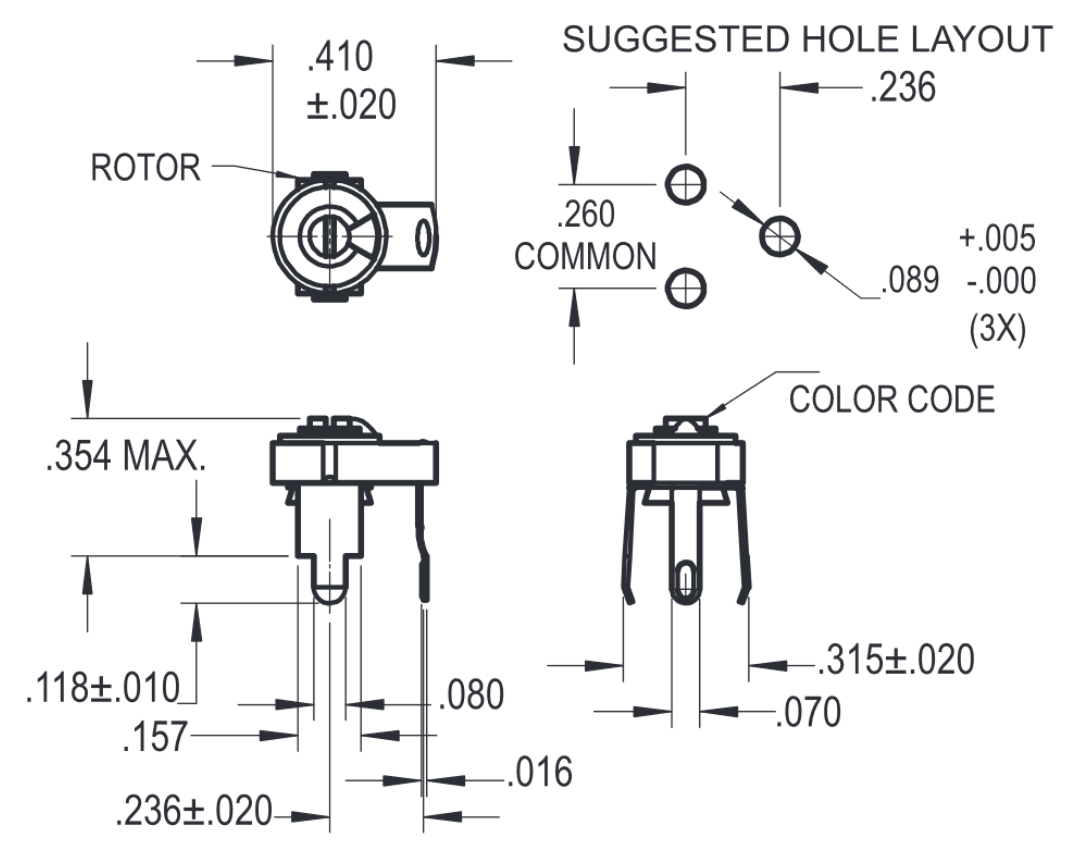 SUGGESTED HOLE LAYOUT
.410
±.020
.236
ROTOR
.260
COMMON
+.005
.089 -.000
(3X)
COLOR CODE
.354 MAX.
.118±.010
.157
.236±.020
.080
.016
.315±.020
.070